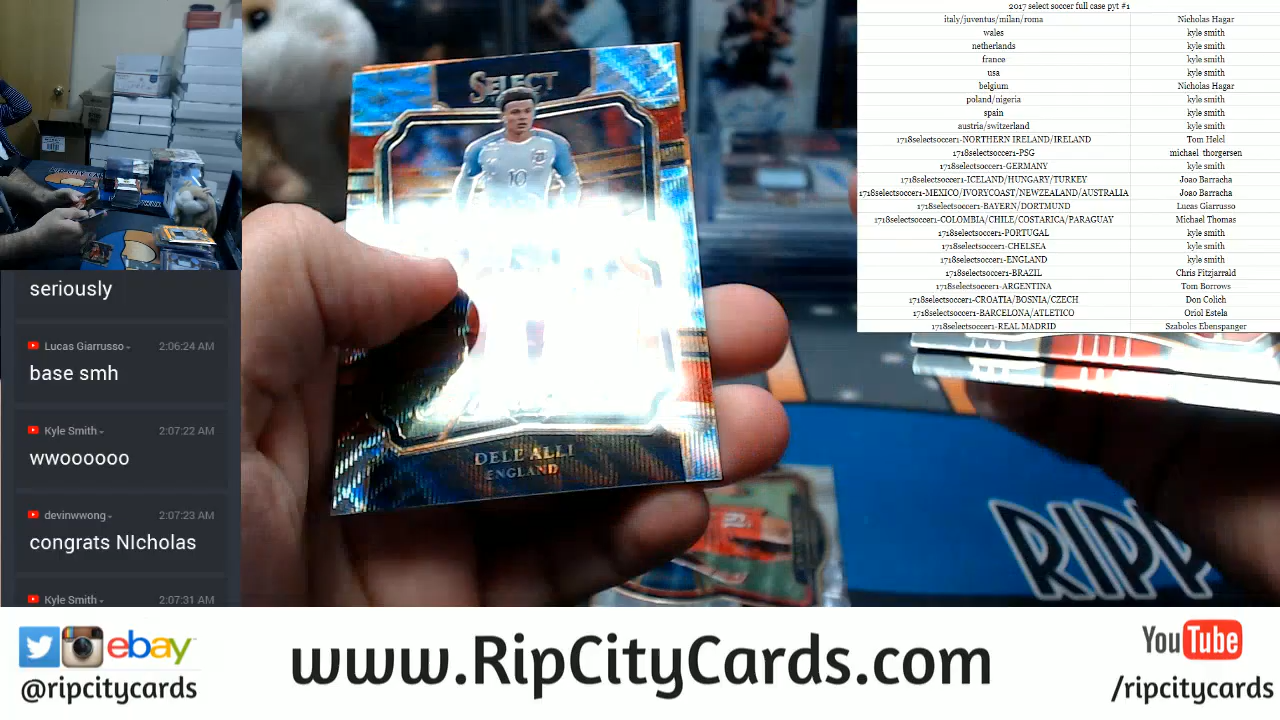 2017 select soccer full case pyt #1
italy/juventus/milan/roma Nicholas Hagar
wales kyle smith
netherlands kyle smith
france kyle smith
usa kyle smith
belgium Nicholas Hagar
poland/nigeria kyle smith
spain kyle smith
austria/switzerland kyle smith
1718selectsoccer1-NORTHERN IRELAND/IRELAND Tom Helcl
1718selectsoccer1-PSG michael thorgersen
1718selectsoccer1-GERMANY kyle smith
1718selectsoccer1-ICELAND/HUNGARY/TURKEY Joao Barracha
1718selectsoccer1-MEXICO/IVORYCOAST/NEWZEALAND/AUSTRALIA Joao Barracha
1718selectsoccer1-BAYERN/DORTMUND Lucas Giarrusso
1718selectsoccer1-COLOMBIA/CHILE/COSTARICA/PARAGUAY Michael Thomas
1718selectsoccer1-PORTUGAL kyle smith
1718selectsoccer1-CHELSEA kyle smith
1718selectsoccer1-ENGLAND kyle smith
1718selectsoccer1-BRAZIL Chris Fitzjarrald
1718selectsoccer1-ARGENTINA Tom Borrows
1718selectsoccer1-CROATIA/BOSNIA/CZECH Don Colich
1718selectsoccer1-BARCELONA/ATLETICO Oriol Estela
1718selectsoccer1-REAL MADRID Szabolcs Ebenspanger
SELECT
10
DELE ALLI
ENGLAND
seriously
Lucas Giarrusso 2:06:24 AM
base smh
Kyle Smith 2:07:22 AM
wwoooooo
devinwwong 2:07:23 AM
congrats NIcholas
Kyle Smith 2:07:31 AM
RIPP
ebay
@ripcitycards
www.RipCityCards.com
YouTube
/ripcitycards